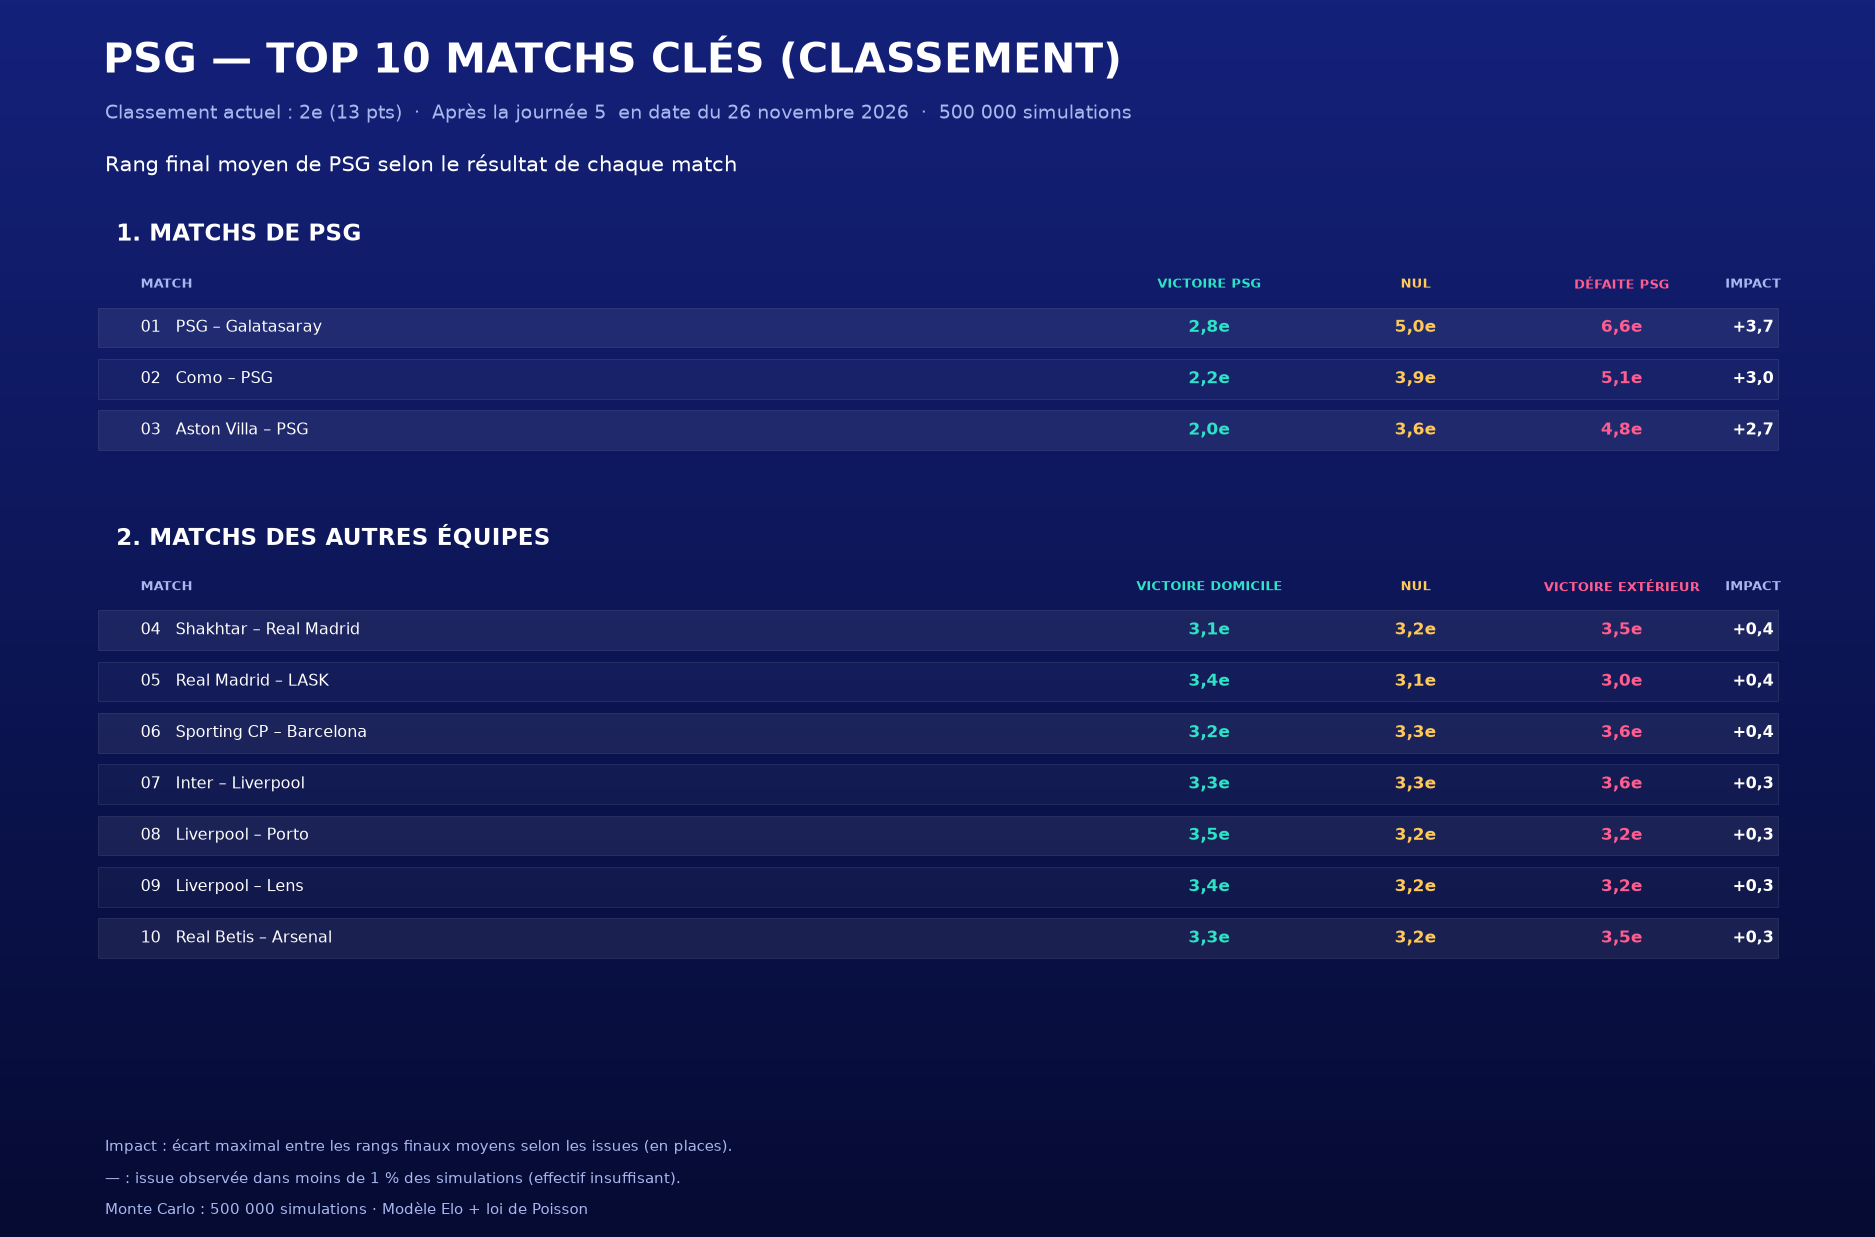 PSG — TOP 10 MATCHS CLÉS (CLASSEMENT)
Classement actuel : 2e (13 pts) · Après la journée 5 en date du 26 novembre 2026 · 500 000 simulations
Rang final moyen de PSG selon le résultat de chaque match
1. MATCHS DE PSG
MATCH VICTOIRE PSG NUL DÉFAITE PSG IMPACT
01 PSG – Galatasaray 2,8e 5,0e 6,6e +3,7
02 Como – PSG 2,2e 3,9e 5,1e +3,0
03 Aston Villa – PSG 2,0e 3,6e 4,8e +2,7
2. MATCHS DES AUTRES ÉQUIPES
MATCH VICTOIRE DOMICILE NUL VICTOIRE EXTÉRIEUR IMPACT
04 Shakhtar – Real Madrid 3,1e 3,2e 3,5e +0,4
05 Real Madrid – LASK 3,4e 3,1e 3,0e +0,4
06 Sporting CP – Barcelona 3,2e 3,3e 3,6e +0,4
07 Inter – Liverpool 3,3e 3,3e 3,6e +0,3
08 Liverpool – Porto 3,5e 3,2e 3,2e +0,3
09 Liverpool – Lens 3,4e 3,2e 3,2e +0,3
10 Real Betis – Arsenal 3,3e 3,2e 3,5e +0,3
Impact : écart maximal entre les rangs finaux moyens selon les issues (en places).
— : issue observée dans moins de 1 % des simulations (effectif insuffisant).
Monte Carlo : 500 000 simulations · Modèle Elo + loi de Poisson